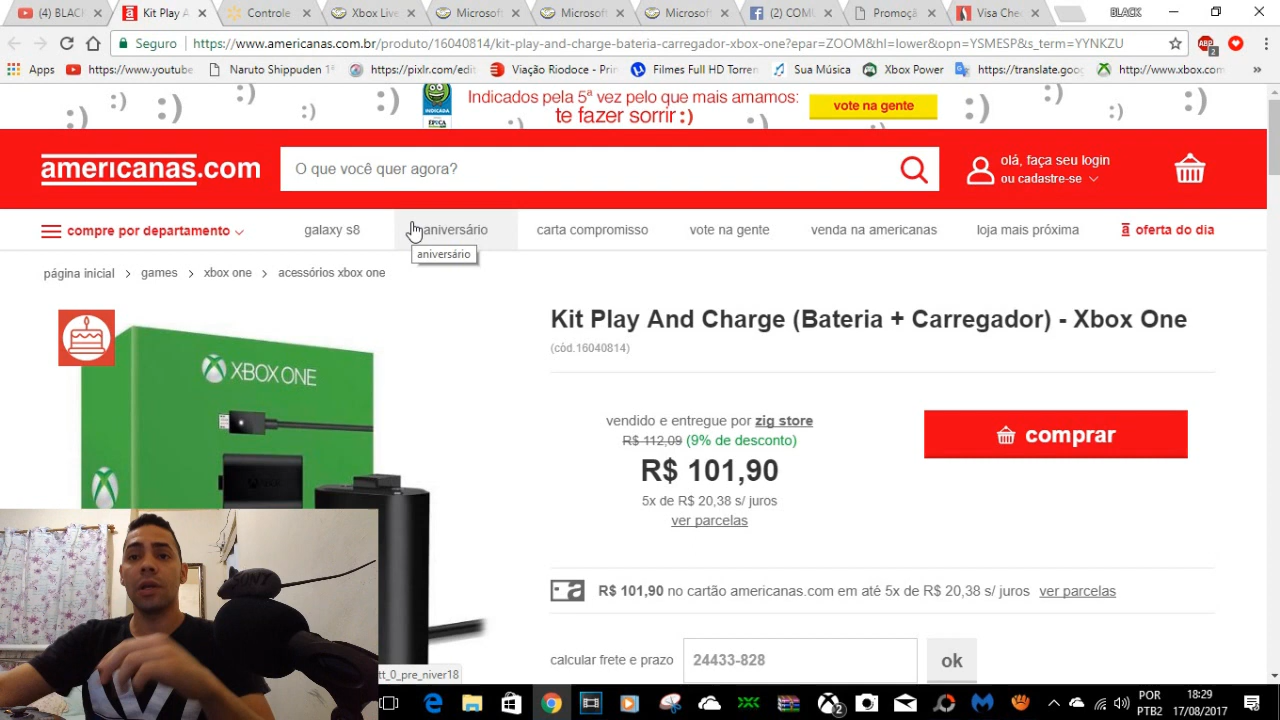 (4) BLAC
Kit Play A
Controle
Xbox Live
Microsoft
Microsoft
Microsoft
(2) COM
Promoçã
Visa Che
BLACK
Seguro
https://www.americanas.com.br/produto/16040814/kit-play-and-charge-bateria-carregador-xbox-one?epar=ZOOM&hl=lower&opn=YSMESP&s_term=YYNKZU
ABP
2
Apps
https://www.youtube
Naruto Shippuden 1ª
https://pixlr.com/edit
Viação Riodoce - Prin
Filmes Full HD Torren
Sua Música
Xbox Power
https://translate.goog
http://www.xbox.com
»
:) :) :) :) :) :) :) :)
INDICADA
ÉPOCA
Indicados pela 5ª vez pelo que mais amamos:
te fazer sorrir:)
vote na gente
americanas.com
O que você quer agora?
olá, faça seu login
ou cadastre-se
compre por departamento
galaxy s8
aniversário
carta compromisso
vote na gente
venda na americanas
loja mais próxima
a oferta do dia
aniversário
página inicial > games > xbox one > acessórios xbox one
Kit Play And Charge (Bateria + Carregador) - Xbox One
(cód.16040814)
XBOX ONE
vendido e entregue por zig store
R$ 112,09 (9% de desconto)
R$ 101,90
5x de R$ 20,38 s/ juros
ver parcelas
comprar
R$ 101,90 no cartão americanas.com em até 5x de R$ 20,38 s/ juros ver parcelas
calcular frete e prazo
24433-828
ok
tt_0_pre_niver18
2
POR
PTB2
18:29
17/08/2017